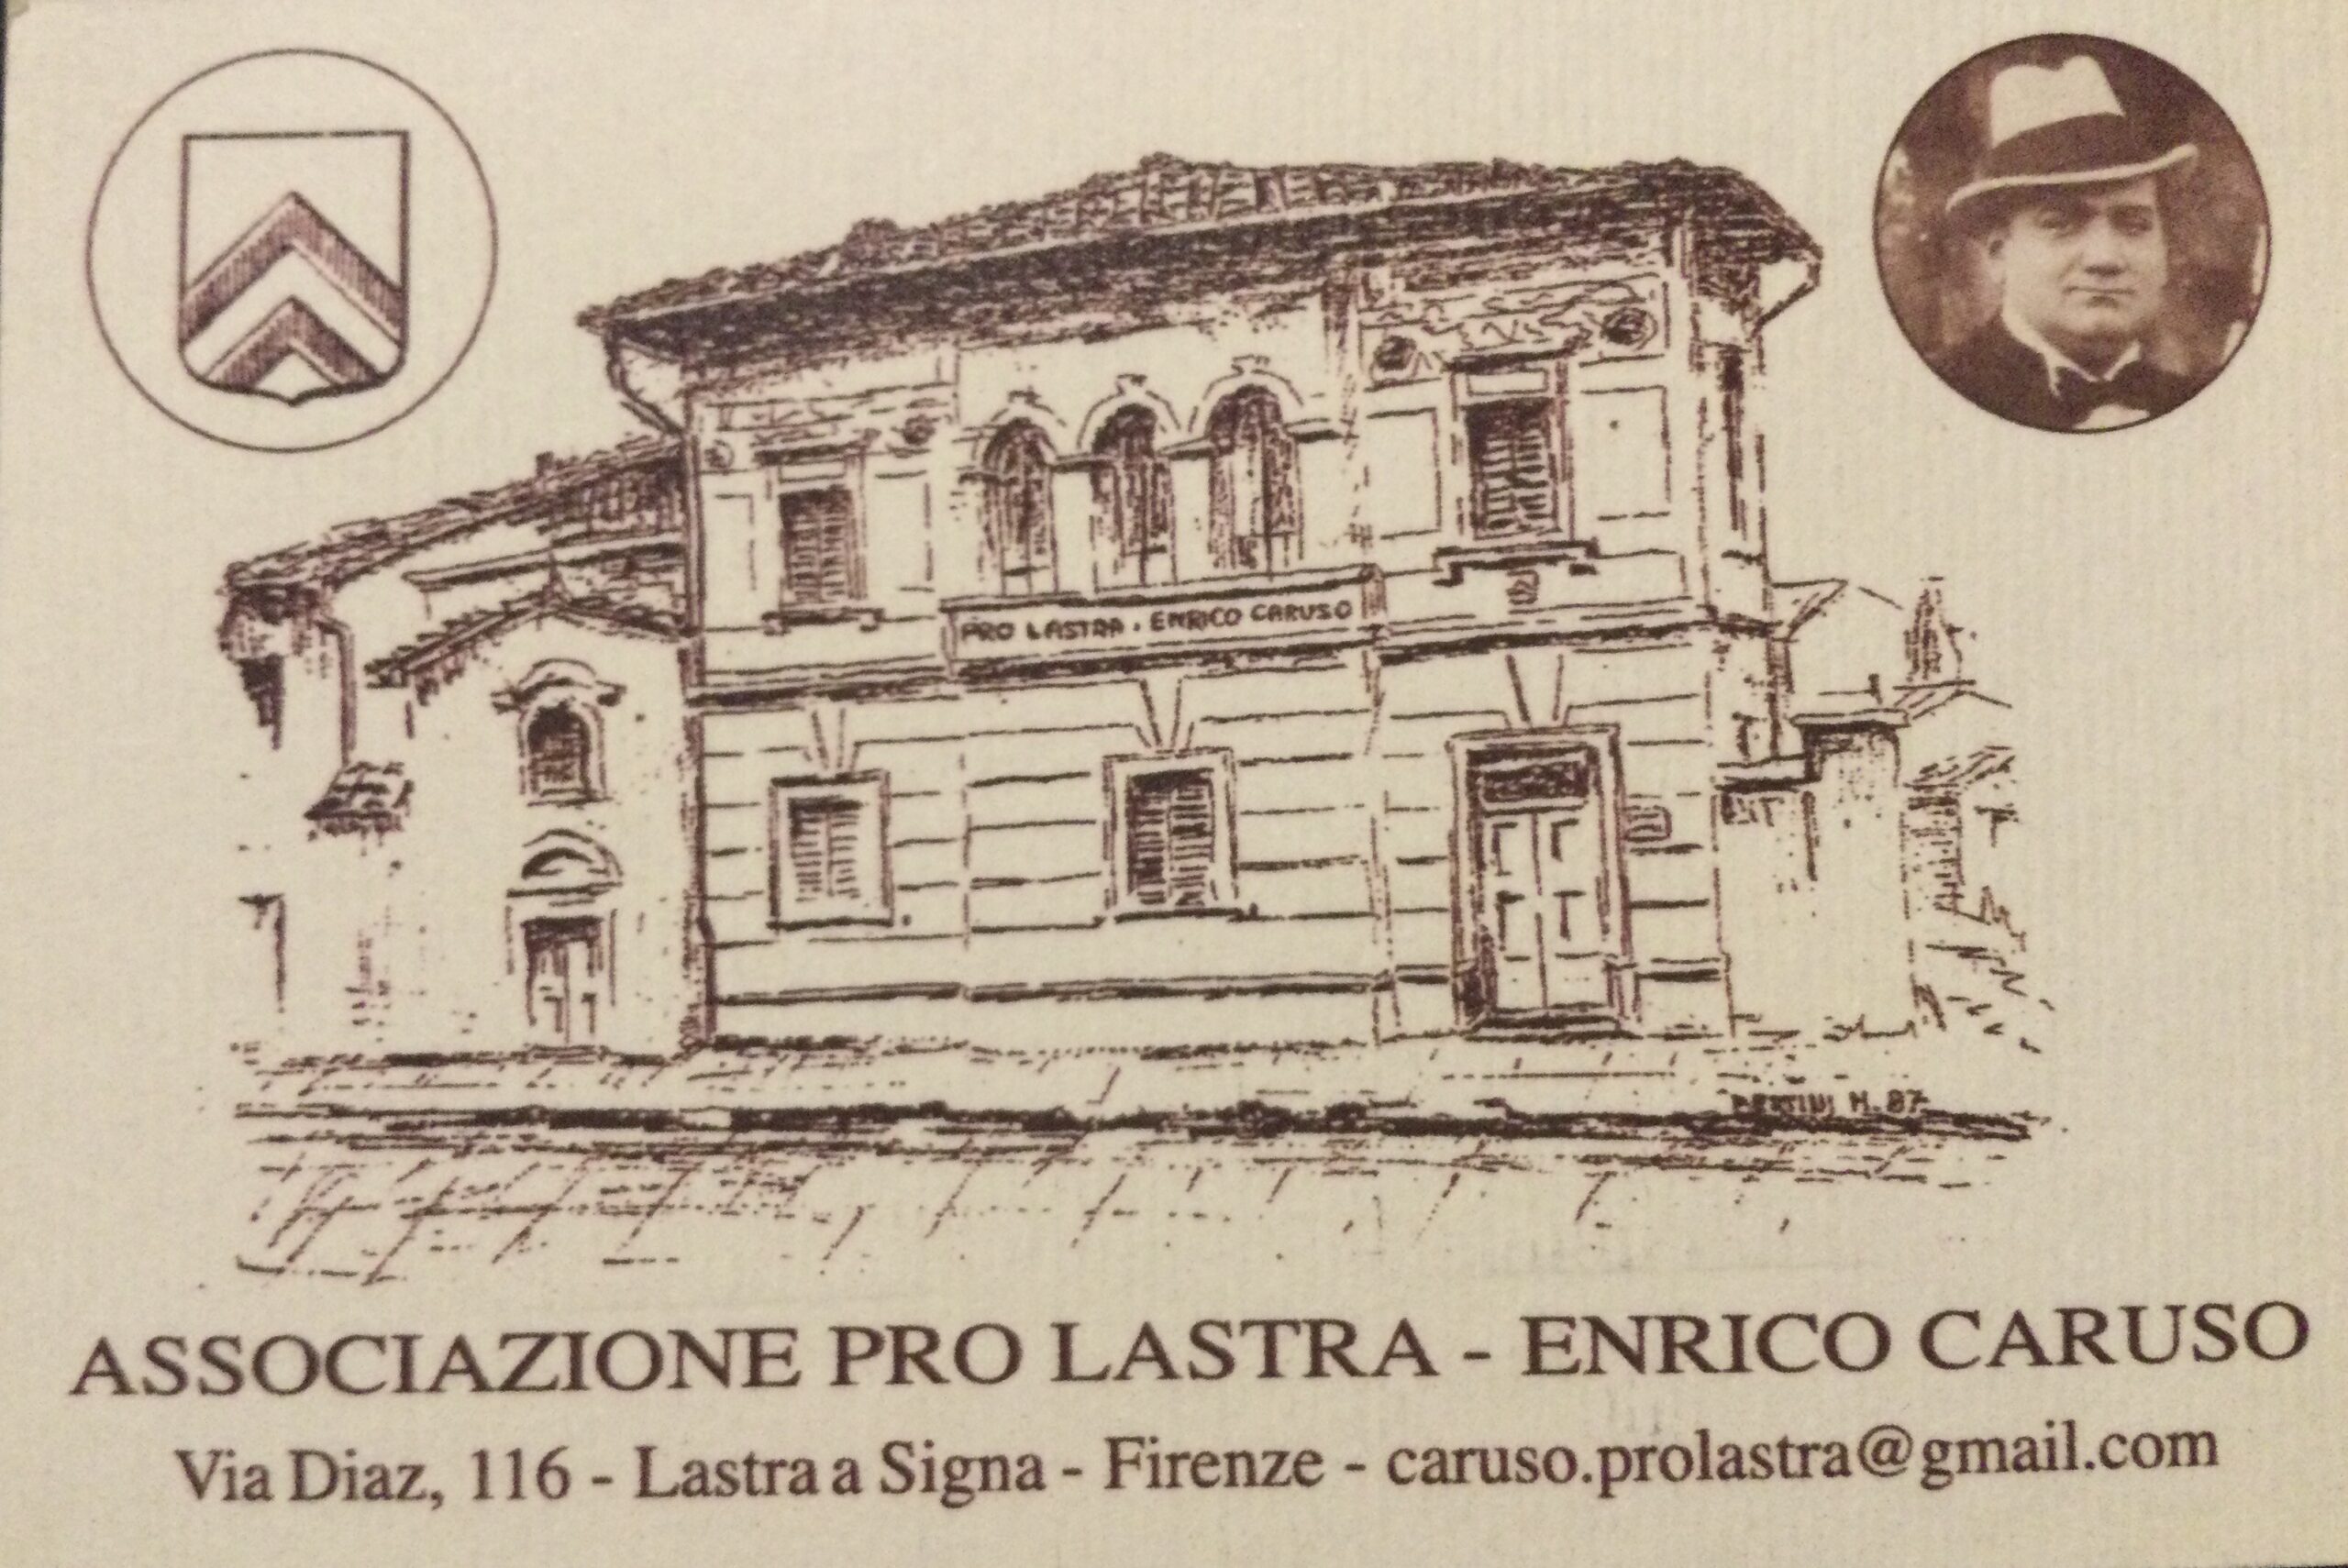 PRO LASTRA . ENRICO CARUSO
M. 87
ASSOCIAZIONE PRO LASTRA - ENRICO CARUSO
Via Diaz, 116 - Lastra a Signa - Firenze - caruso.prolastra@gmail.com